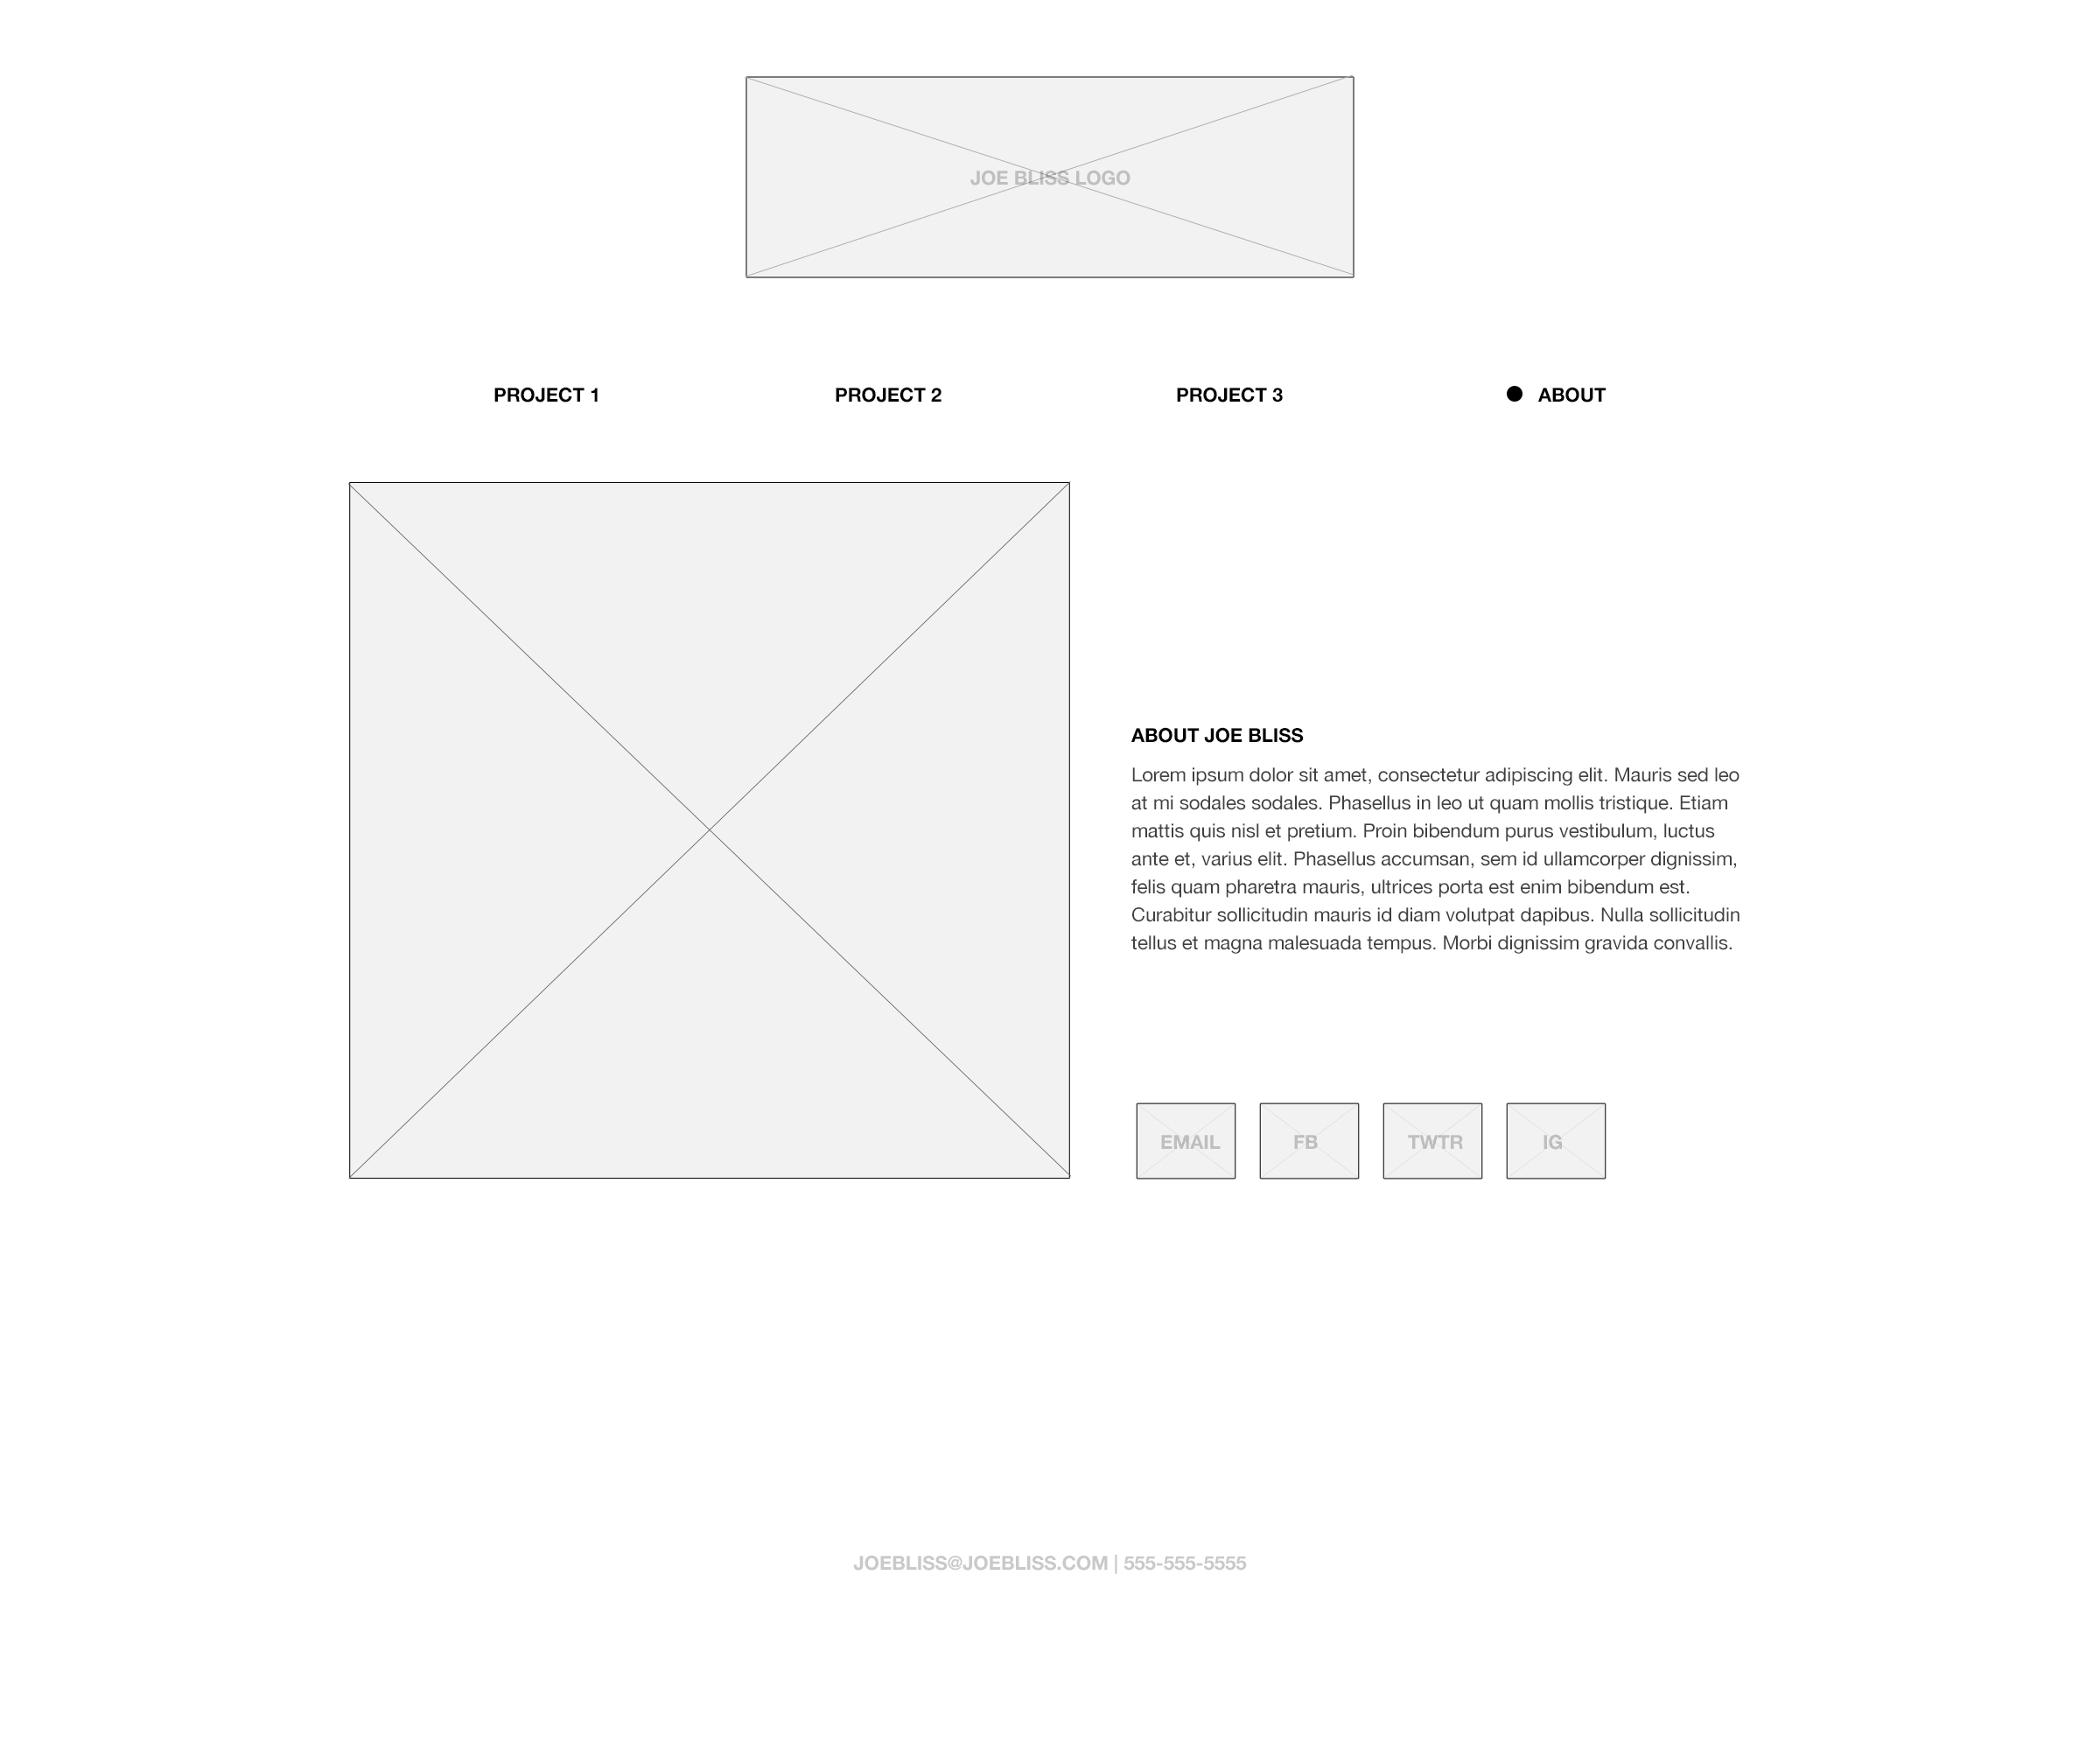 JOE BLISS LOGO
PROJECT 1
PROJECT 2
PROJECT 3
ABOUT
ABOUT JOE BLISS
Lorem ipsum dolor sit amet, consectetur adipiscing elit. Mauris sed leo
at mi sodales sodales. Phasellus in leo ut quam mollis tristique. Etiam
mattis quis nisl et pretium. Proin bibendum purus vestibulum, luctus
ante et, varius elit. Phasellus accumsan, sem id ullamcorper dignissim,
felis quam pharetra mauris, ultrices porta est enim bibendum est.
Curabitur sollicitudin mauris id diam volutpat dapibus. Nulla sollicitudin
tellus et magna malesuada tempus. Morbi dignissim gravida convallis.
EMAIL
FB
TWTR
IG
JOEBLISS@JOEBLISS.COM | 555-555-5555